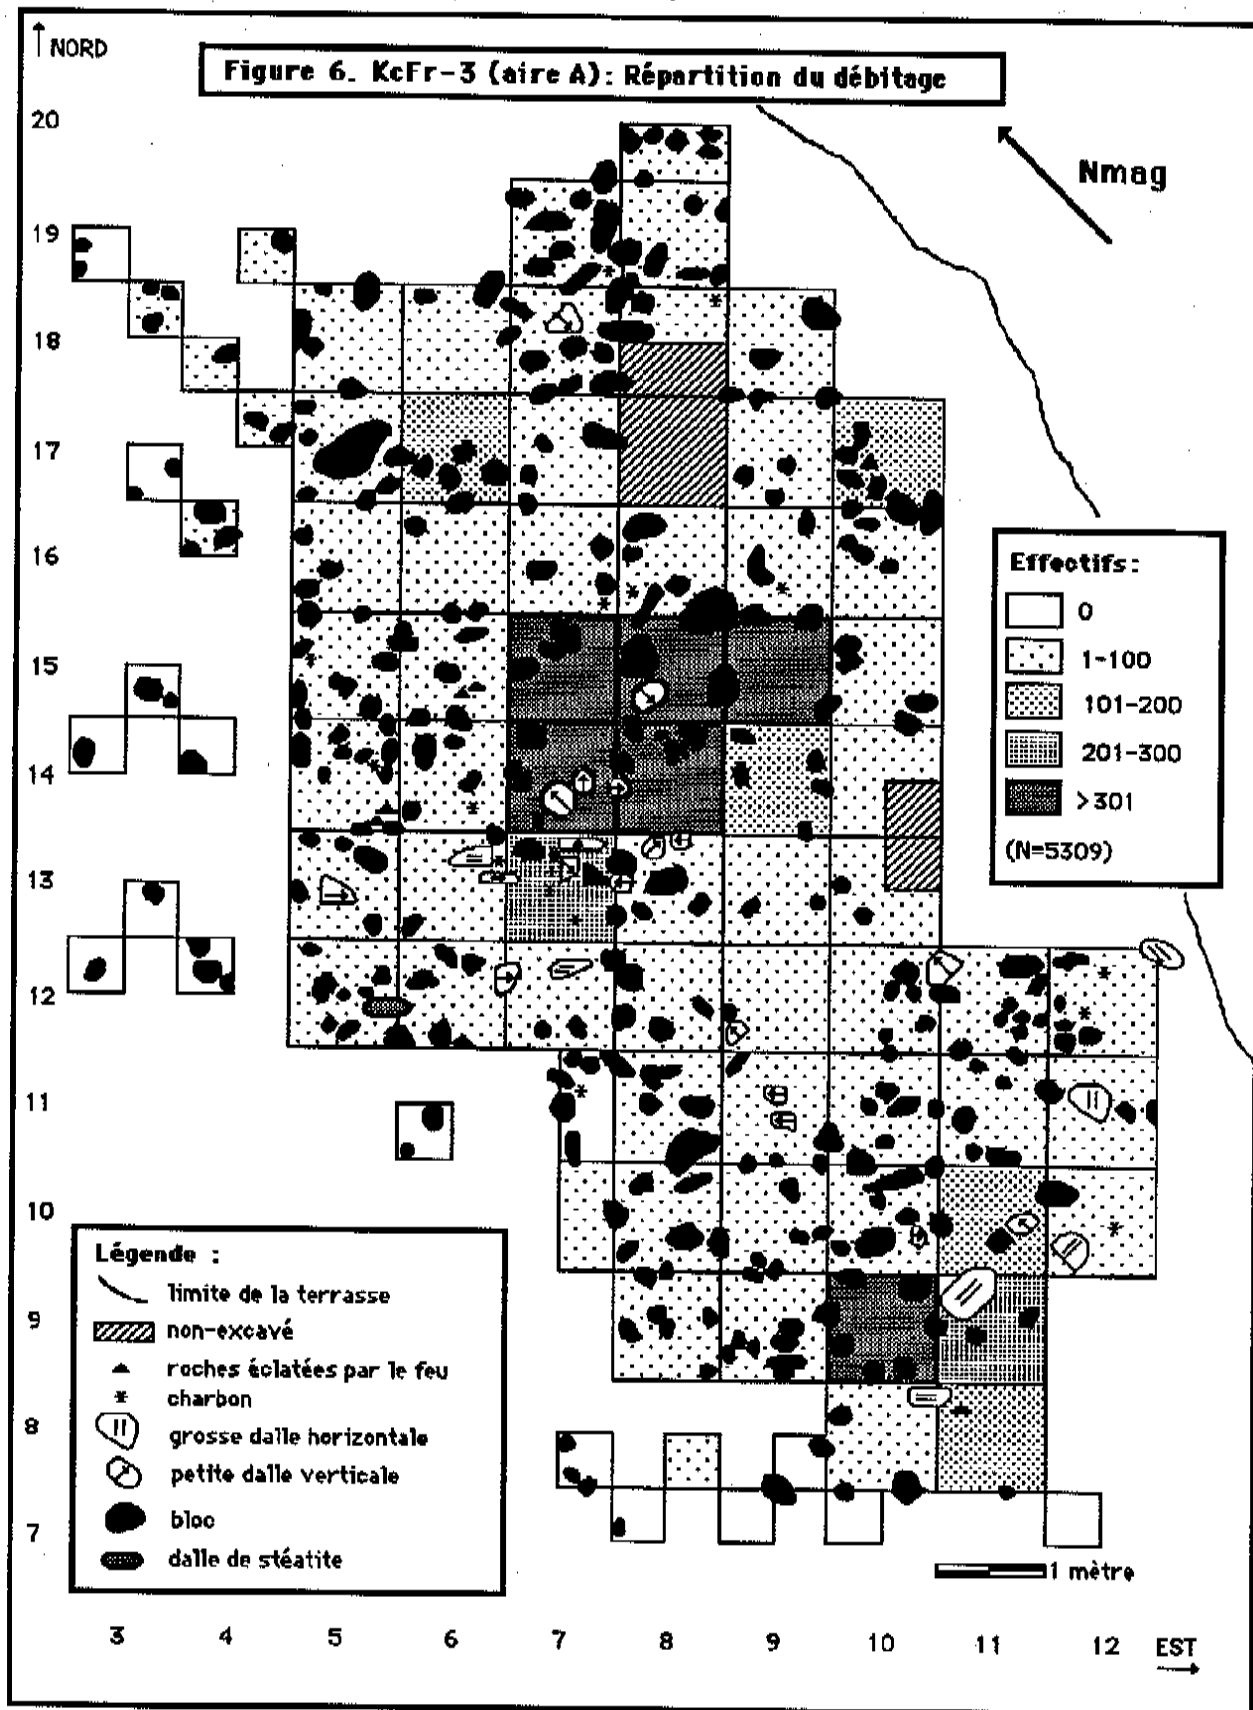 NORD
Figure 6. KcFr-3 (aire A): Répartition du débitage
Nmag
20
19
18
17
16
15
14
13
12
11
10
9
8
7
Effectifs:
0
1-100
101-200
201-300
>301
(N=5309)
Légende :
limite de la terrasse
non-excavé
roches éclatées par le feu
charbon
grosse dalle horizontale
petite dalle verticale
bloc
dalle de stéatite
1 mètre
3 4 5 6 7 8 9 10 11 12 EST